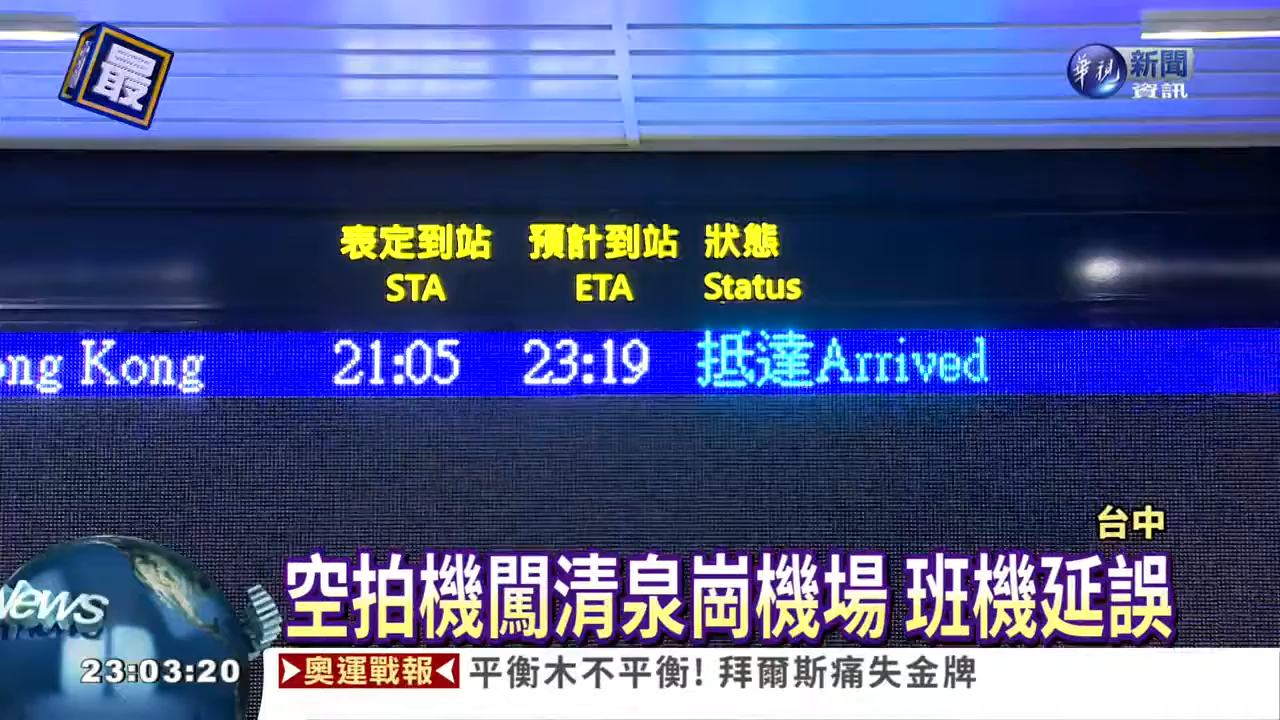 最
華視 新聞
資訊
表定到站 預計到站 狀態
STA ETA Status
ong Kong 21:05 23:19 抵達Arrived
台中
空拍機闖清泉崗機場 班機延誤
News
23:03:20
奧運戰報 平衡木不平衡! 拜爾斯痛失金牌